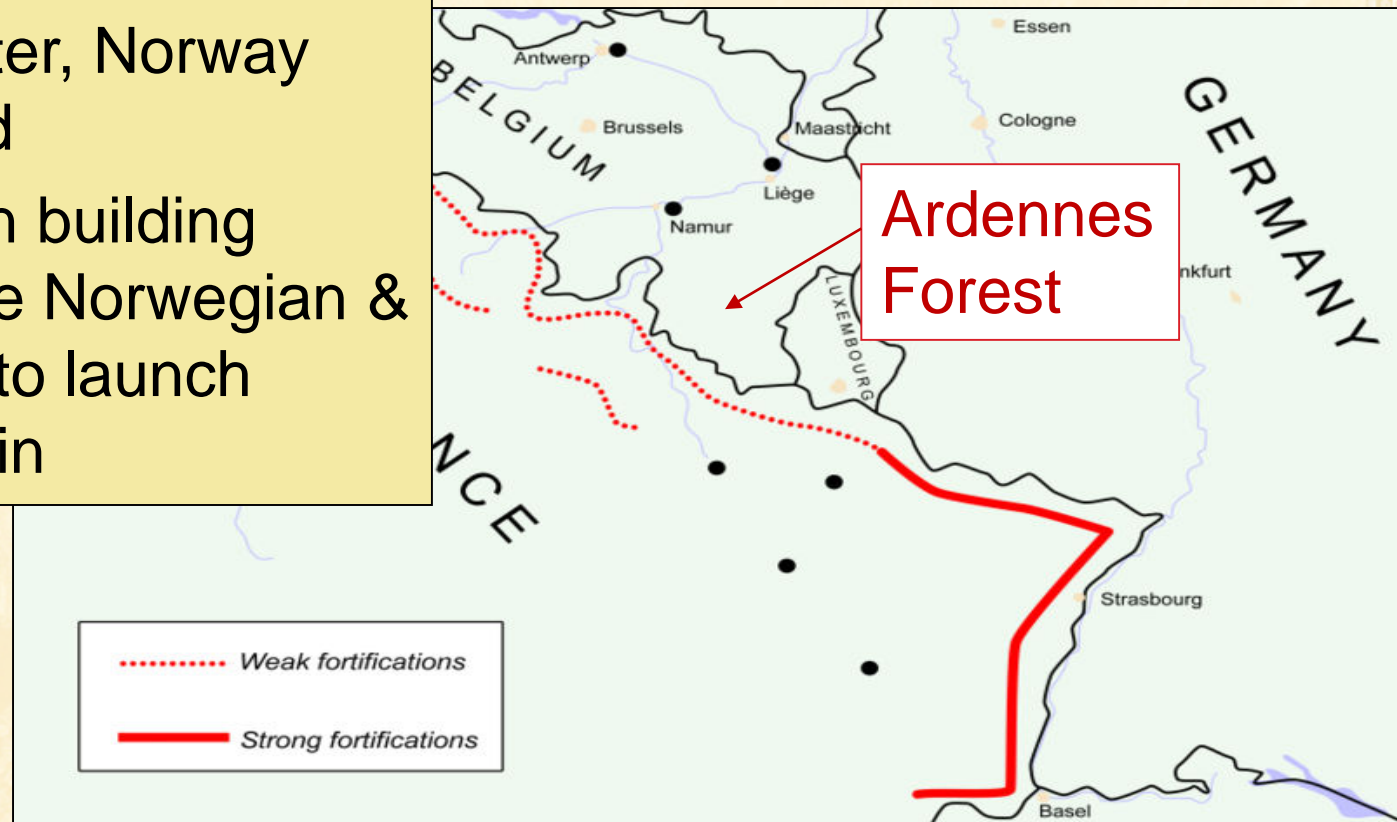 ter, Norway
d
n building
e Norwegian &
to launch
in
Essen
Antwerp
BELGIUM
Brussels
Maastricht
Cologne
GERMANY
Liège
Namur
Ardennes
Forest
nkfurt
LUXEMBOURG
NCE
Strasbourg
Weak fortifications
Strong fortifications
Basel